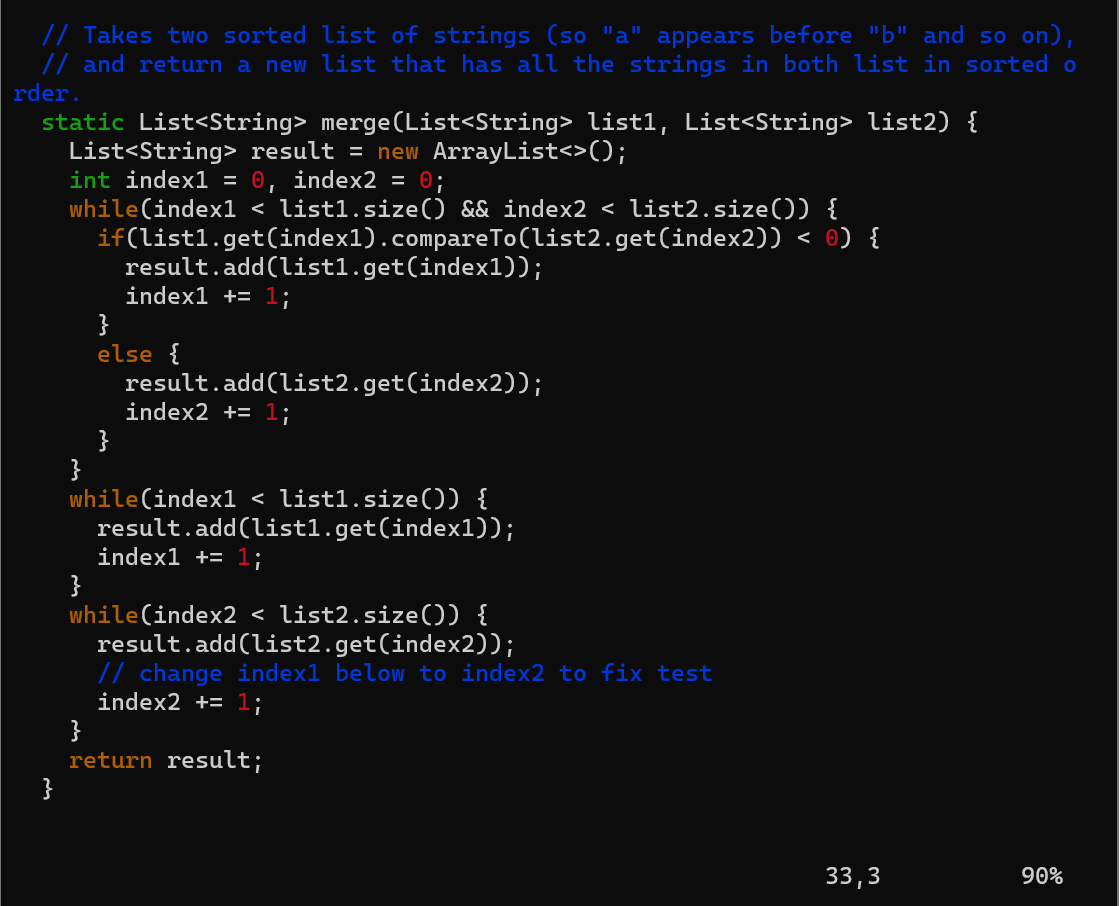 // Takes two sorted list of strings (so "a" appears before "b" and so on),
  // and return a new list that has all the strings in both list in sorted o
rder.
  static List<String> merge(List<String> list1, List<String> list2) {
    List<String> result = new ArrayList<>();
    int index1 = 0, index2 = 0;
    while(index1 < list1.size() && index2 < list2.size()) {
      if(list1.get(index1).compareTo(list2.get(index2)) < 0) {
        result.add(list1.get(index1));
        index1 += 1;
      }
      else {
        result.add(list2.get(index2));
        index2 += 1;
      }
    }
    while(index1 < list1.size()) {
      result.add(list1.get(index1));
      index1 += 1;
    }
    while(index2 < list2.size()) {
      result.add(list2.get(index2));
      // change index1 below to index2 to fix test
      index2 += 1;
    }
    return result;
  }
33,3          90%